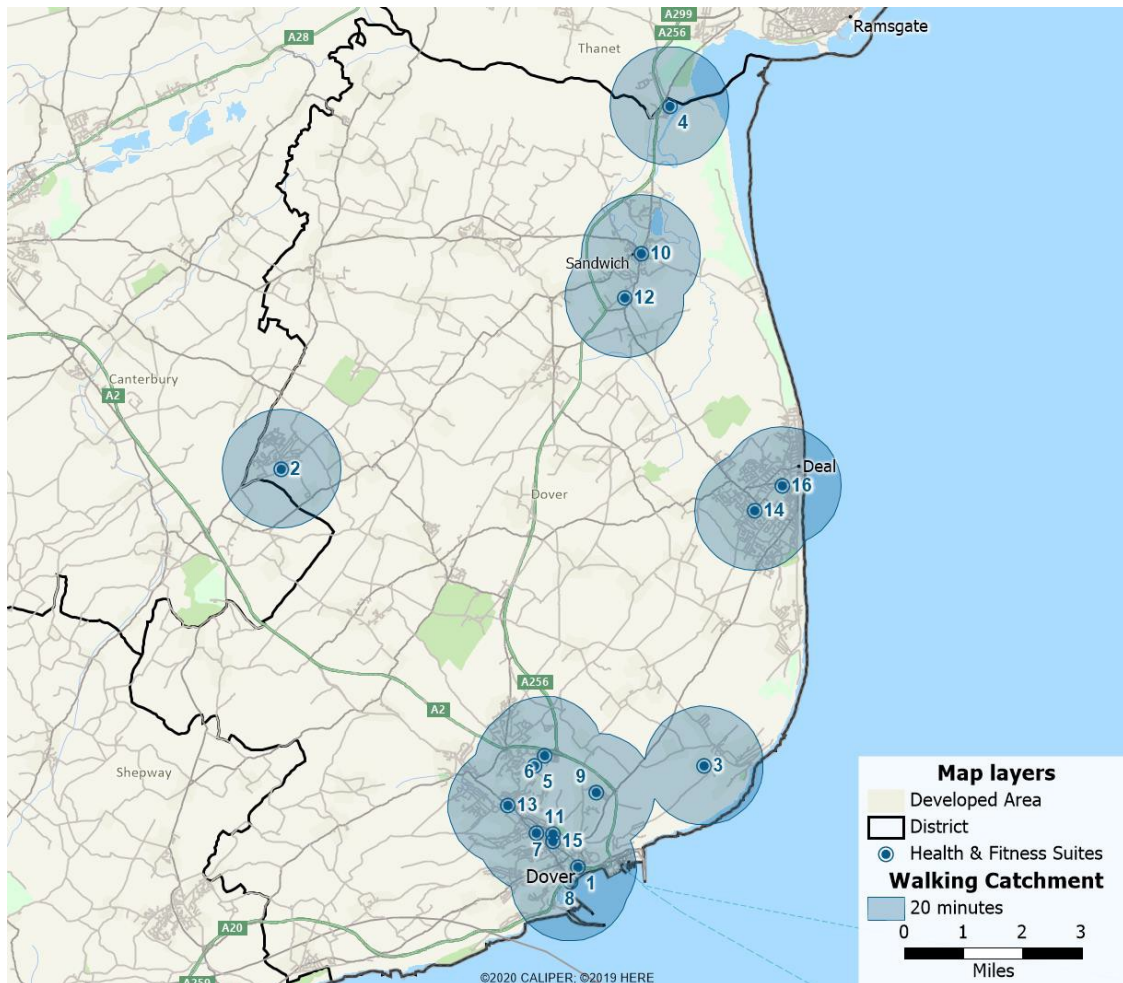 Ramsgate
A299
A256
Thanet
A28
4
10
Sandwich
12
Canterbury
A2
2
Deal
16
Dover
14
A256
A2
3
6
5
9
13
11
7
15
Shepway
Dover
1
8
A20
Map layers
Developed Area
District
Health & Fitness Suites
Walking Catchment
20 minutes
0 1 2 3
Miles
©2020 CALIPER; ©2019 HERE